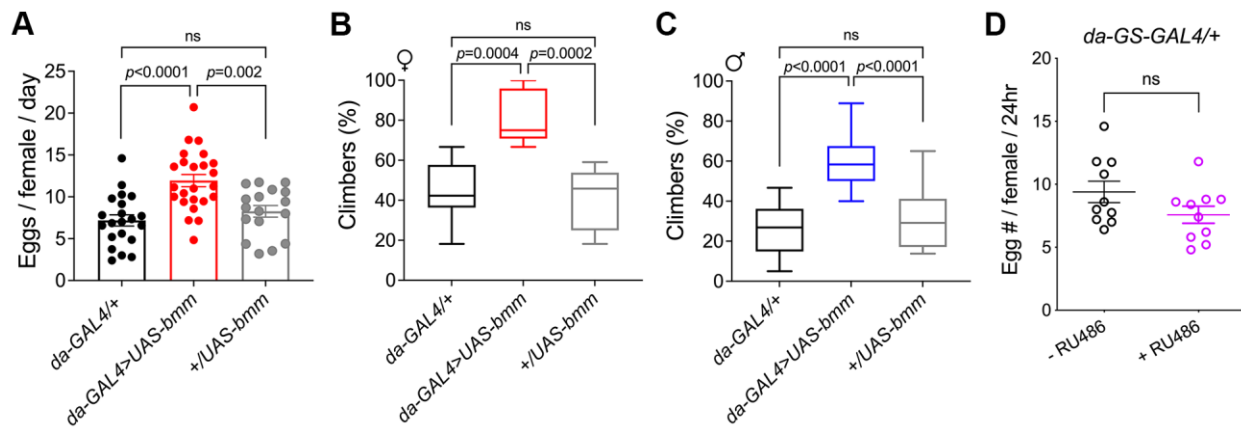 A
ns
p<0.0001
p=0.002
Eggs / female / day
25
20
15
10
5
0
da-GAL4/+
da-GAL4>UAS-bmm
+/UAS-bmm
B
♀
ns
p=0.0004
p=0.0002
Climbers (%)
100
80
60
40
20
0
da-GAL4/+
da-GAL4>UAS-bmm
+/UAS-bmm
C
♂
ns
p<0.0001
p<0.0001
Climbers (%)
100
80
60
40
20
0
da-GAL4/+
da-GAL4>UAS-bmm
+/UAS-bmm
D
da-GS-GAL4/+
ns
Egg # / female / 24hr
20
15
10
5
0
- RU486
+ RU486